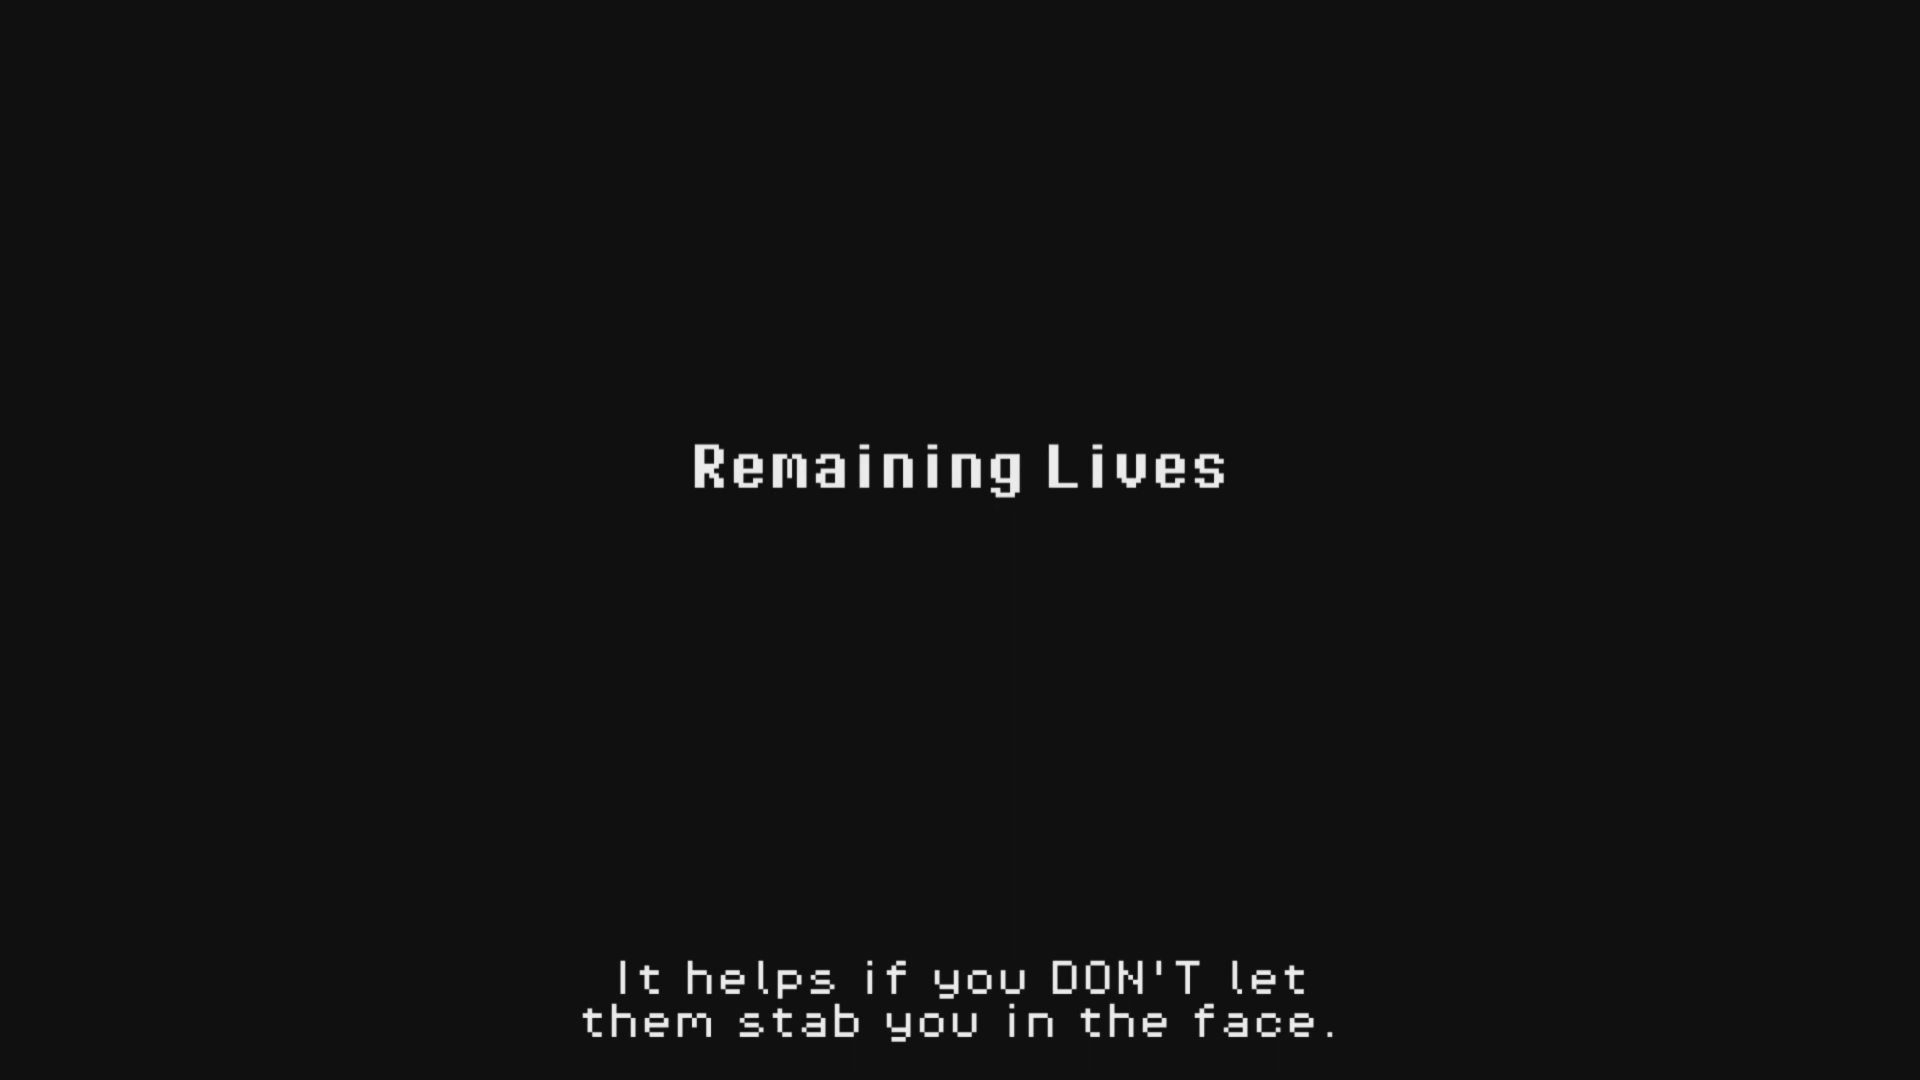 Remaining Lives
It helps if you DON'T let
them stab you in the face.